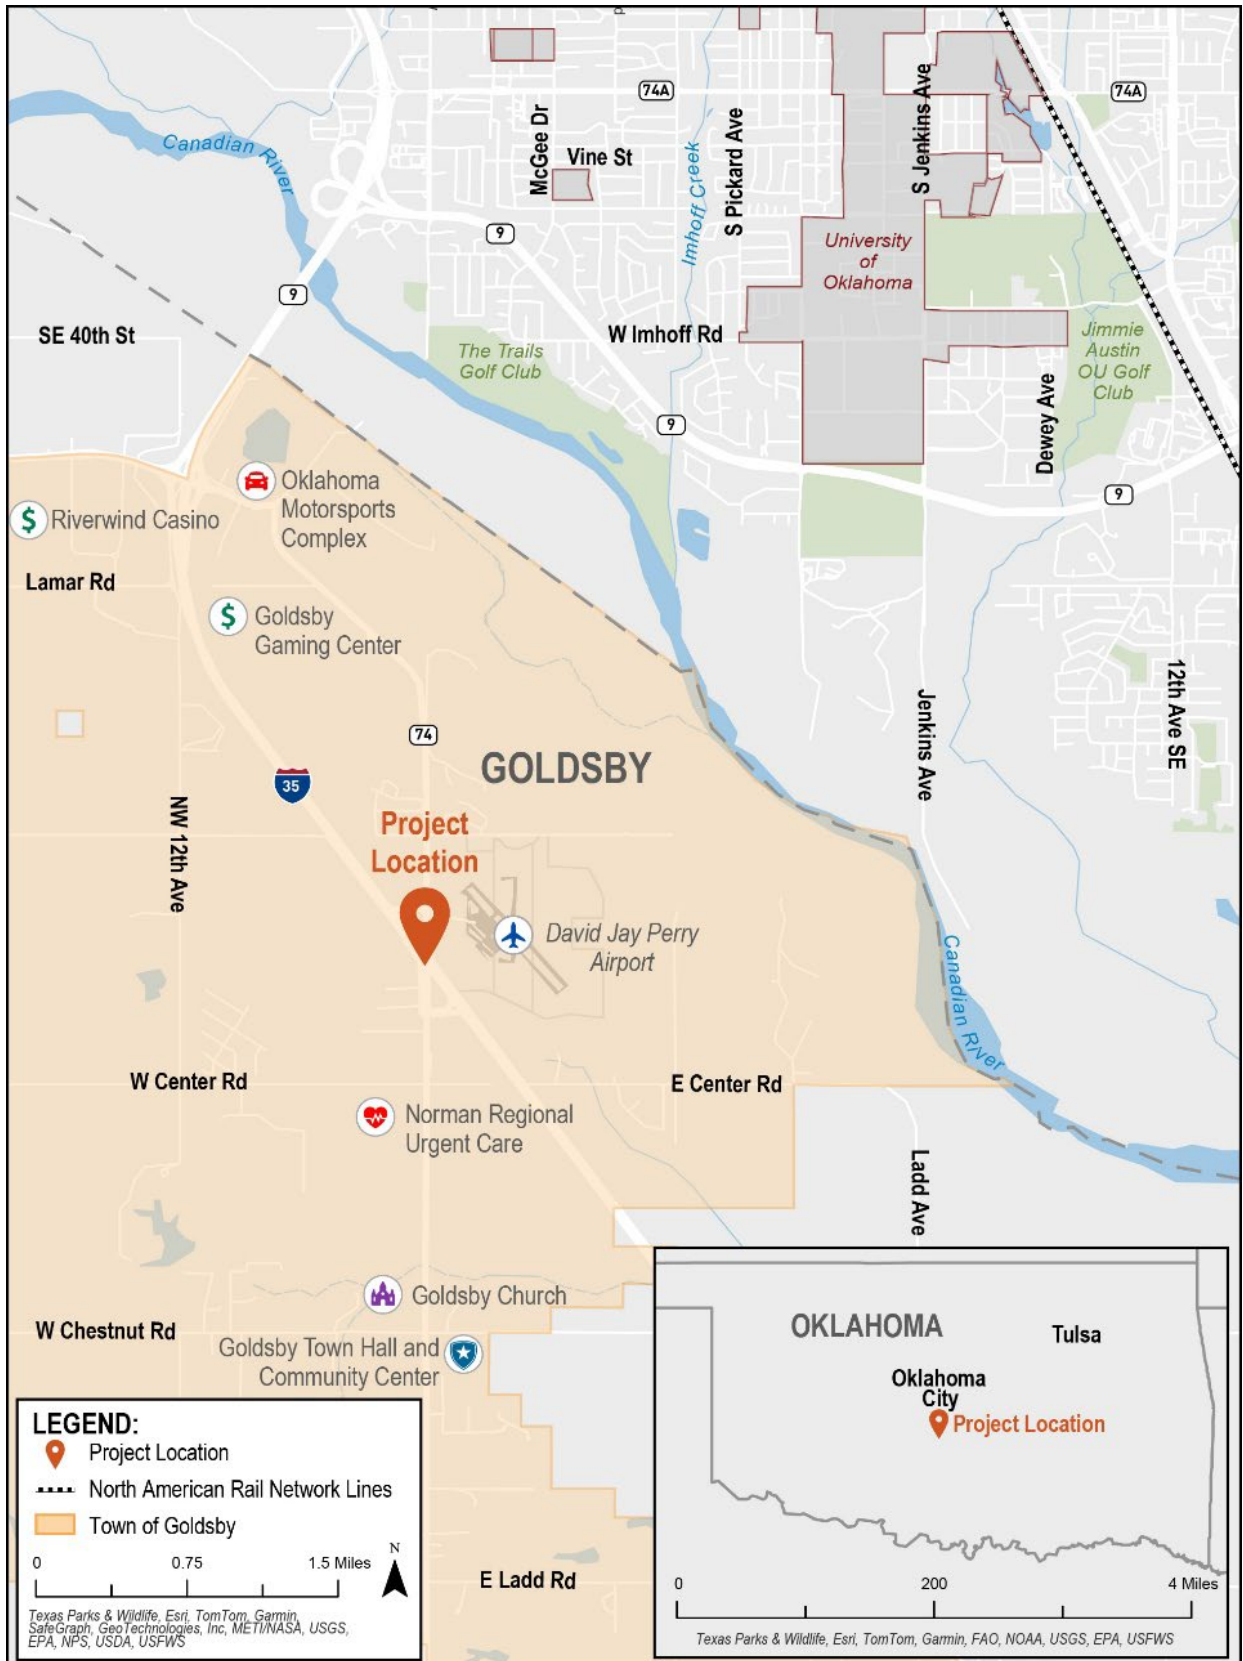 74A
74A
McGee Dr
Vine St
Canadian River
Imhoff Creek
S Pickard Ave
S Jenkins Ave
9
University
of
Oklahoma
9
SE 40th St
W Imhoff Rd
The Trails
Golf Club
Jimmie
Austin
OU Golf
Club
Dewey Ave
9
9
Oklahoma
Motorsports
Complex
Riverwind Casino
Lamar Rd
Goldsby
Gaming Center
12th Ave SE
Jenkins Ave
74
GOLDSBY
35
NW 12th Ave
Project
Location
David Jay Perry
Airport
Canadian River
W Center Rd
E Center Rd
Norman Regional
Urgent Care
Ladd Ave
Goldsby Church
W Chestnut Rd
Goldsby Town Hall and
Community Center
E Ladd Rd
LEGEND:
Project Location
North American Rail Network Lines
Town of Goldsby
0 0.75 1.5 Miles
N
Texas Parks & Wildlife, Esri, TomTom, Garmin,
SafeGraph, GeoTechnologies, Inc, METI/NASA, USGS,
EPA, NPS, USDA, USFWS
OKLAHOMA
Tulsa
Oklahoma
City
Project Location
0 200 4 Miles
Texas Parks & Wildlife, Esri, TomTom, Garmin, FAO, NOAA, USGS, EPA, USFWS